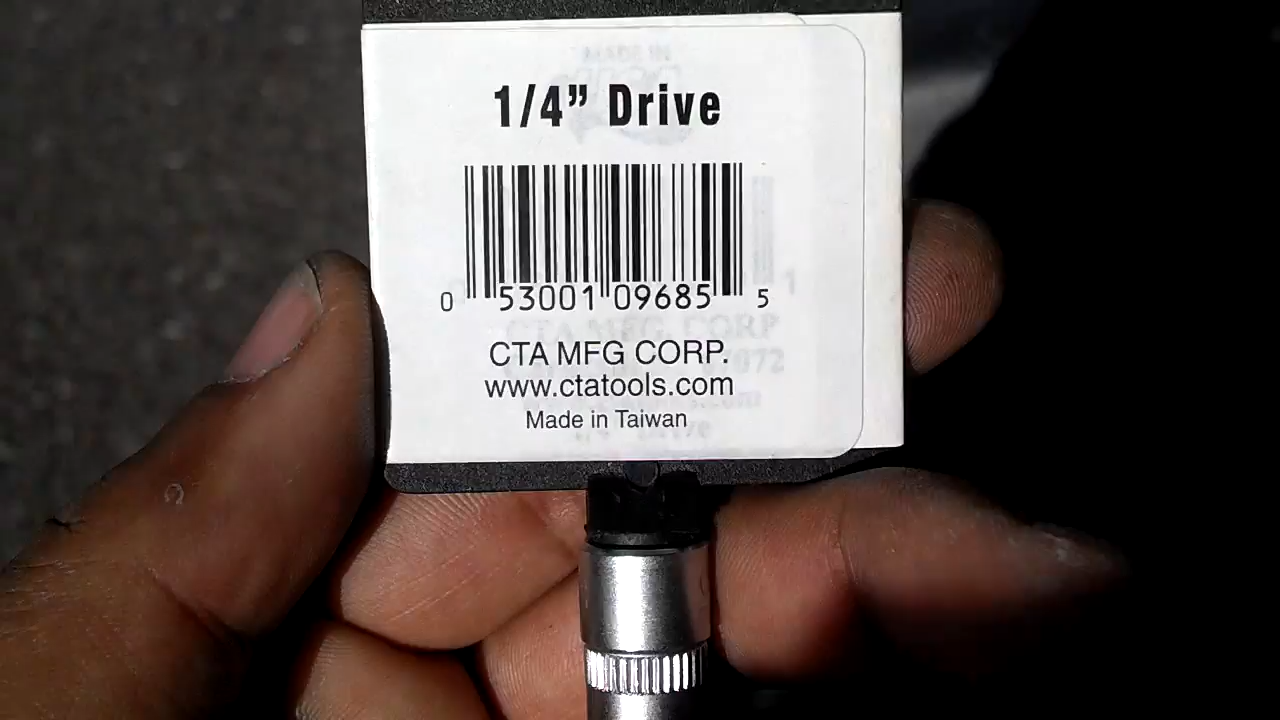 1/4” Drive
0 53001 09685 5
CTA MFG CORP.
www.ctatools.com
Made in Taiwan